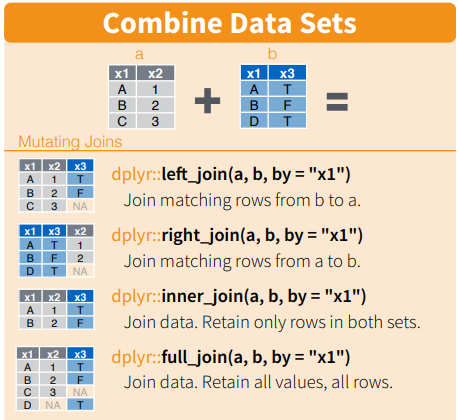 Combine Data Sets
a b
x1 x2 x1 x3
A 1 A T
B 2 + B F =
C 3 D T
Mutating Joins
x1 x2 x3
A 1 T
B 2 F
C 3 NA
dplyr::left_join(a, b, by = "x1")
Join matching rows from b to a.
x1 x3 x2
A T 1
B F 2
D T NA
dplyr::right_join(a, b, by = "x1")
Join matching rows from a to b.
x1 x2 x3
A 1 T
B 2 F
dplyr::inner_join(a, b, by = "x1")
Join data. Retain only rows in both sets.
x1 x2 x3
A 1 T
B 2 F
C 3 NA
D NA T
dplyr::full_join(a, b, by = "x1")
Join data. Retain all values, all rows.